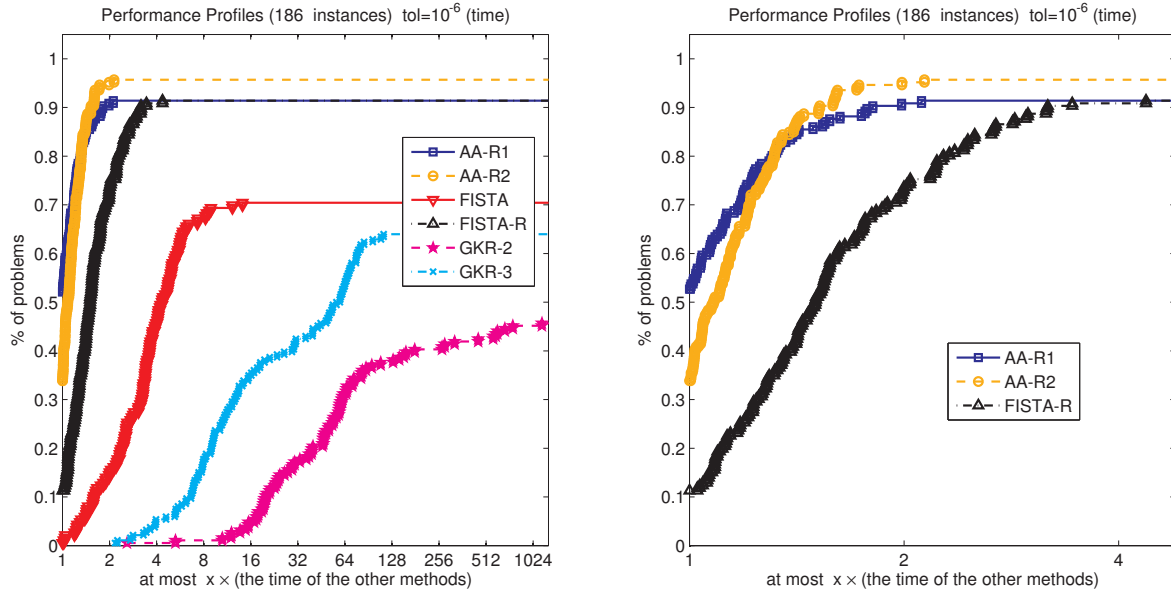 Performance Profiles (186 instances) tol=10^-6 (time)
1
0.9
0.8
0.7
0.6
0.5
0.4
0.3
0.2
0.1
0
% of problems
AA-R1
AA-R2
FISTA
FISTA-R
GKR-2
GKR-3
1 2 4 8 16 32 64 128 256 512 1024
at most x × (the time of the other methods)
Performance Profiles (186 instances) tol=10^-6 (time)
1
0.9
0.8
0.7
0.6
0.5
0.4
0.3
0.2
0.1
0
% of problems
AA-R1
AA-R2
FISTA-R
1 2 4
at most x × (the time of the other methods)